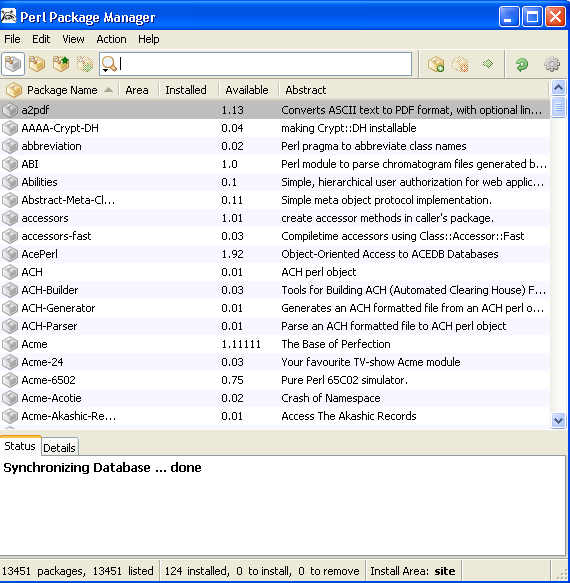 Perl Package Manager
File Edit View Action Help
Package Name Area Installed Available Abstract
a2pdf 1.13 Converts ASCII text to PDF format, with optional lin...
AAAA-Crypt-DH 0.04 making Crypt::DH installable
abbreviation 0.02 Perl pragma to abbreviate class names
ABI 1.0 Perl module to parse chromatogram files generated b...
Abilities 0.1 Simple, hierarchical user authorization for web applic...
Abstract-Meta-Cl... 0.11 Simple meta object protocol implementation.
accessors 1.01 create accessor methods in caller's package.
accessors-fast 0.03 Compiletime accessors using Class::Accessor::Fast
AcePerl 1.92 Object-Oriented Access to ACEDB Databases
ACH 0.01 ACH perl object
ACH-Builder 0.03 Tools for Building ACH (Automated Clearing House) F...
ACH-Generator 0.01 Generates an ACH formatted file from an ACH perl o...
ACH-Parser 0.01 Parse an ACH formatted file to ACH perl object
Acme 1.11111 The Base of Perfection
Acme-24 0.03 Your favourite TV-show Acme module
Acme-6502 0.75 Pure Perl 65C02 simulator.
Acme-Acotie 0.02 Crash of Namespace
Acme-Akashic-Re... 0.01 Access The Akashic Records
Status Details
Synchronizing Database ... done
13451 packages, 13451 listed 124 installed, 0 to install, 0 to remove Install Area: site